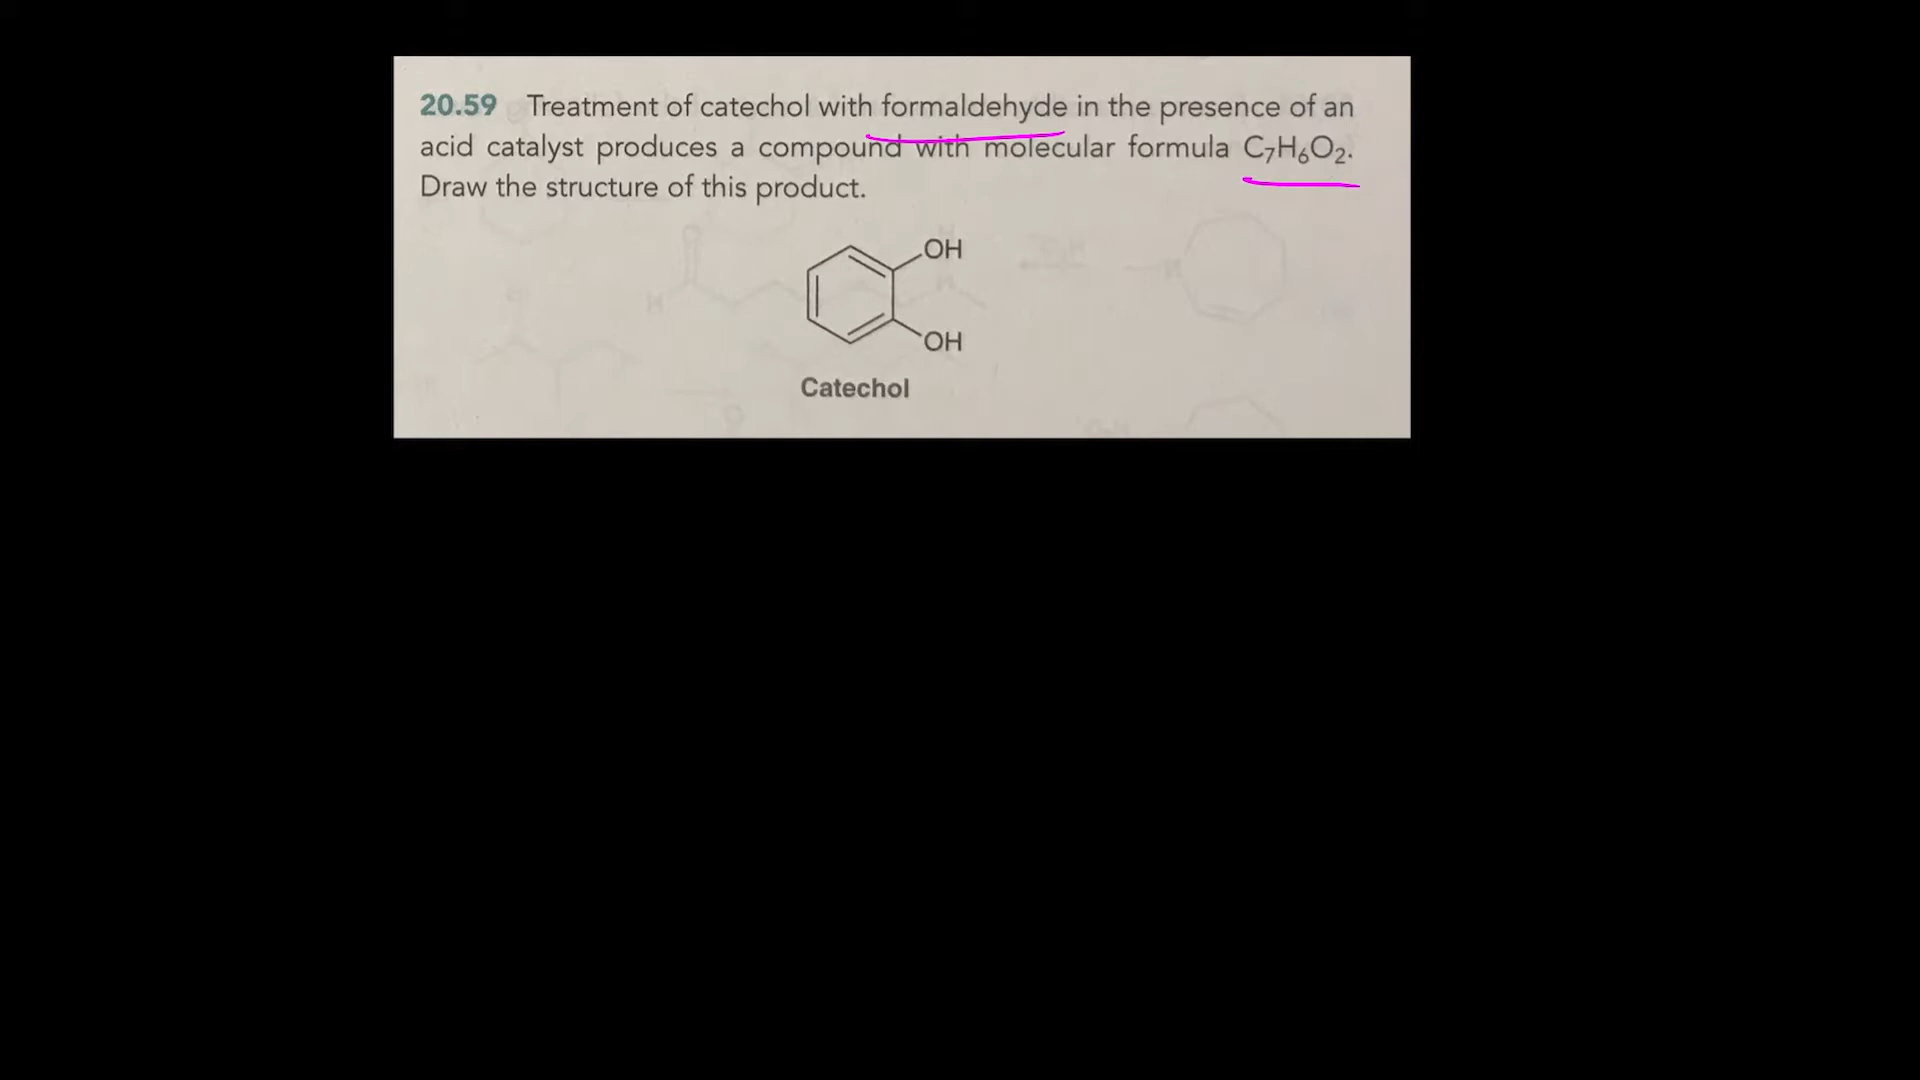 20.59 Treatment of catechol with formaldehyde in the presence of an
acid catalyst produces a compound with molecular formula C₇H₆O₂.
Draw the structure of this product.
OH
OH
Catechol